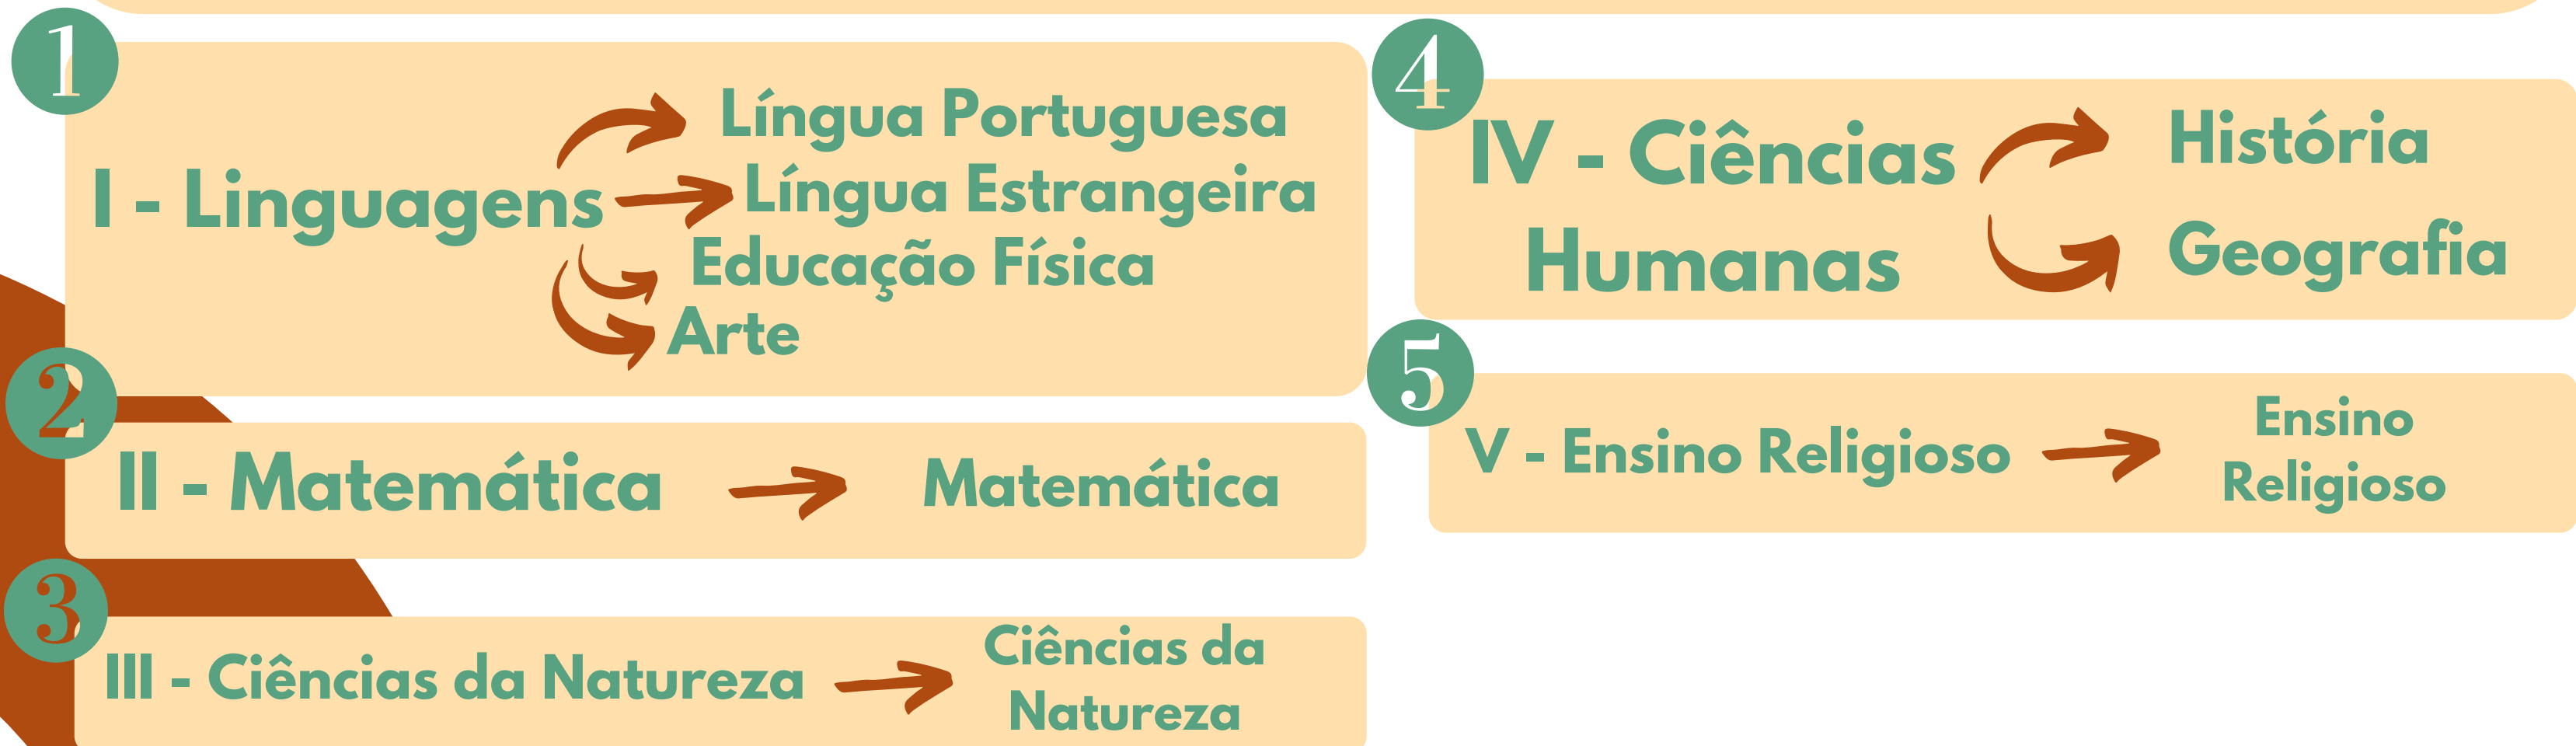 1
I - Linguagens
Língua Portuguesa
Língua Estrangeira
Educação Física
Arte
2
II - Matemática
Matemática
3
III - Ciências da Natureza
Ciências da
Natureza
4
IV - Ciências
Humanas
História
Geografia
5
V - Ensino Religioso
Ensino
Religioso